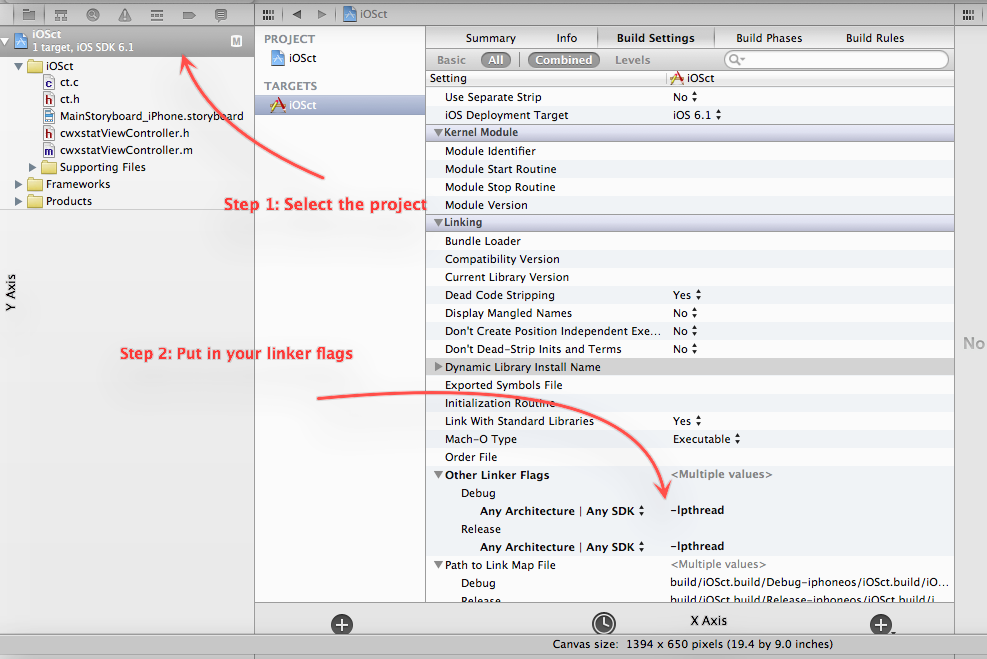 iOSct
iOSct
1 target, iOS SDK 6.1
M
iOSct
ct.c
ct.h
MainStoryboard_iPhone.storyboard
cwxstatViewController.h
cwxstatViewController.m
Supporting Files
Frameworks
Products
Y Axis
PROJECT
iOSct
TARGETS
iOSct
Step 1: Select the project
Step 2: Put in your linker flags
Summary Info Build Settings Build Phases Build Rules
Basic All Combined Levels
Setting iOSct
Use Separate Strip No
iOS Deployment Target iOS 6.1
Kernel Module
Module Identifier
Module Start Routine
Module Stop Routine
Module Version
Linking
Bundle Loader
Compatibility Version
Current Library Version
Dead Code Stripping Yes
Display Mangled Names No
Don't Create Position Independent Exe... No
Don't Dead-Strip Inits and Terms No
Dynamic Library Install Name
Exported Symbols File
Initialization Routine
Link With Standard Libraries Yes
Mach-O Type Executable
Order File
Other Linker Flags <Multiple values>
Debug
Any Architecture | Any SDK -lpthread
Release
Any Architecture | Any SDK -lpthread
Path to Link Map File <Multiple values>
Debug build/iOSct.build/Debug-iphoneos/iOSct.build/iO...
Release build/iOSct.build/Release-iphoneos/iOSct.build/i...
No
X Axis
Canvas size: 1394 x 650 pixels (19.4 by 9.0 inches)